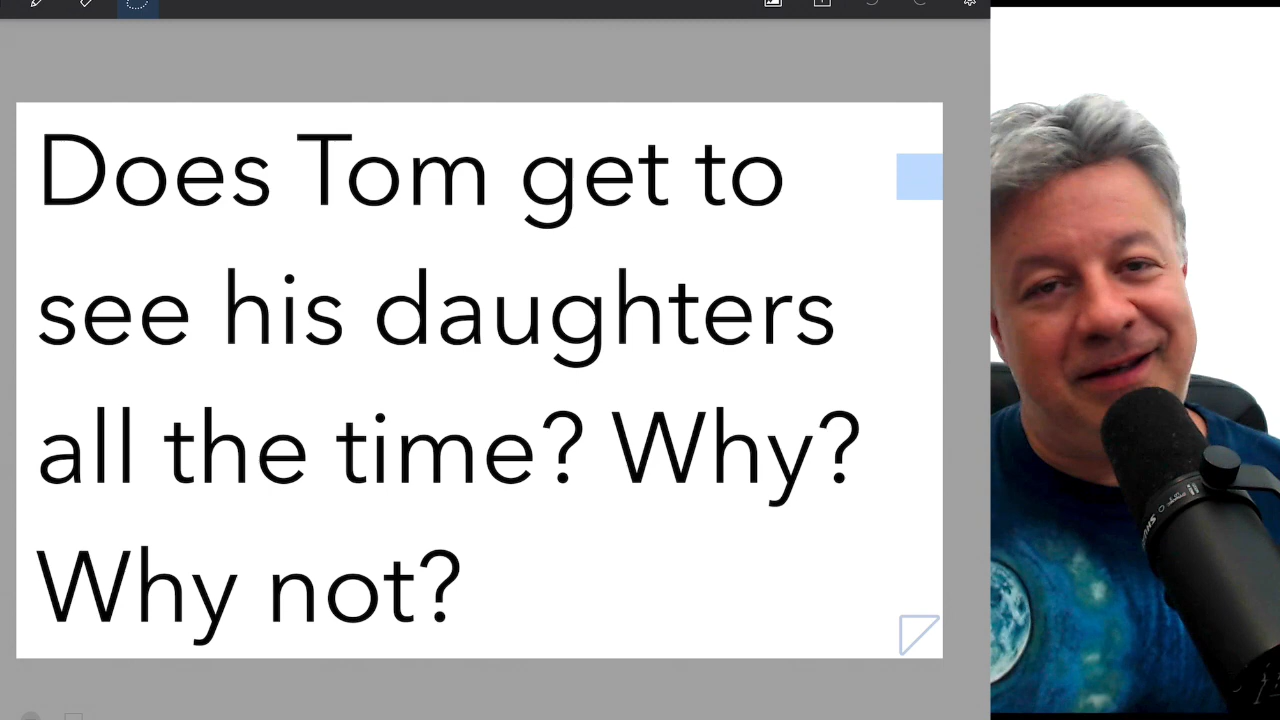 Does Tom get to
see his daughters
all the time? Why?
Why not?